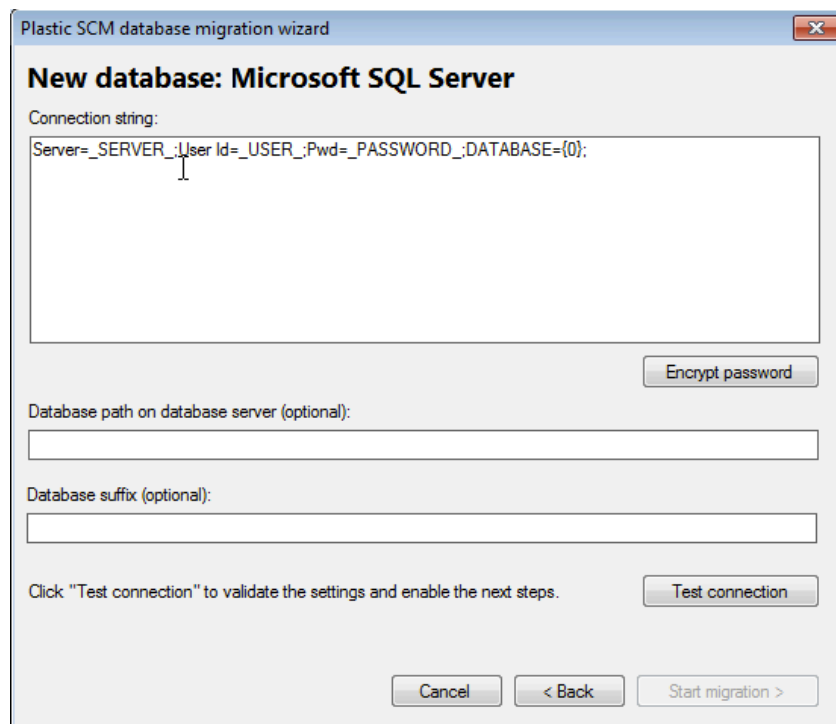 Plastic SCM database migration wizard
New database: Microsoft SQL Server
Connection string:
Server=_SERVER_;User Id=_USER_;Pwd=_PASSWORD_;DATABASE={0};
Encrypt password
Database path on database server (optional):
Database suffix (optional):
Click "Test connection" to validate the settings and enable the next steps.
Test connection
Cancel
< Back
Start migration >